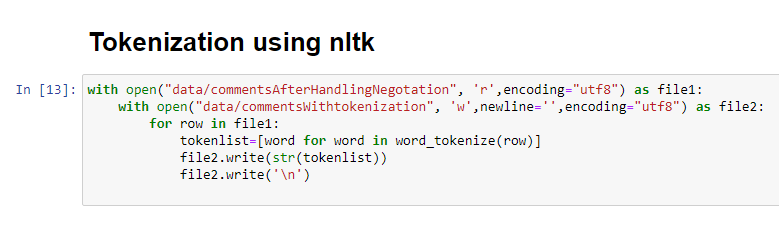 Tokenization using nltk
In [13]: with open("data/commentsAfterHandlingNegotation", 'r',encoding="utf8") as file1:
    with open("data/commentsWithtokenization", 'w',newline='',encoding="utf8") as file2:
        for row in file1:
            tokenlist=[word for word in word_tokenize(row)]
            file2.write(str(tokenlist))
            file2.write('\n')